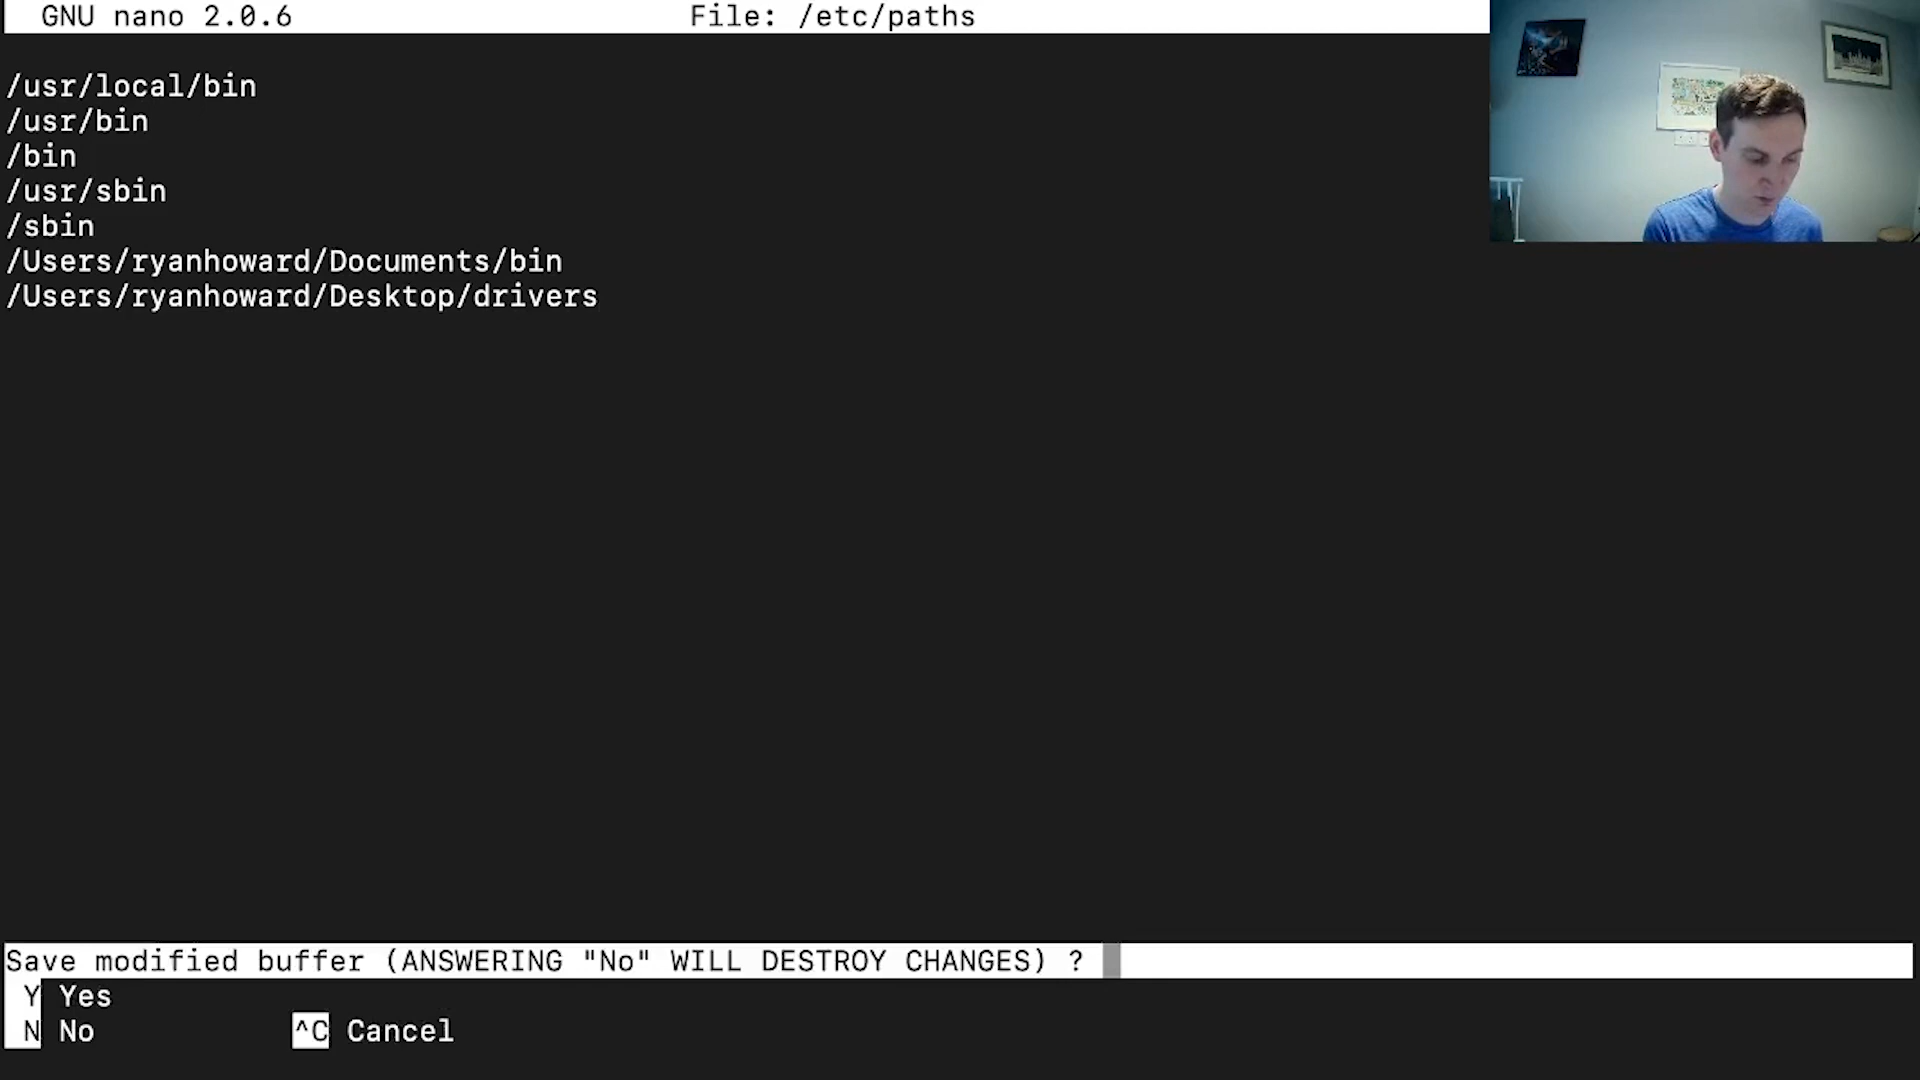 GNU nano 2.0.6 File: /etc/paths
/usr/local/bin
/usr/bin
/bin
/usr/sbin
/sbin
/Users/ryanhoward/Documents/bin
/Users/ryanhoward/Desktop/drivers
Save modified buffer (ANSWERING "No" WILL DESTROY CHANGES) ?
Y Yes
N No ^C Cancel